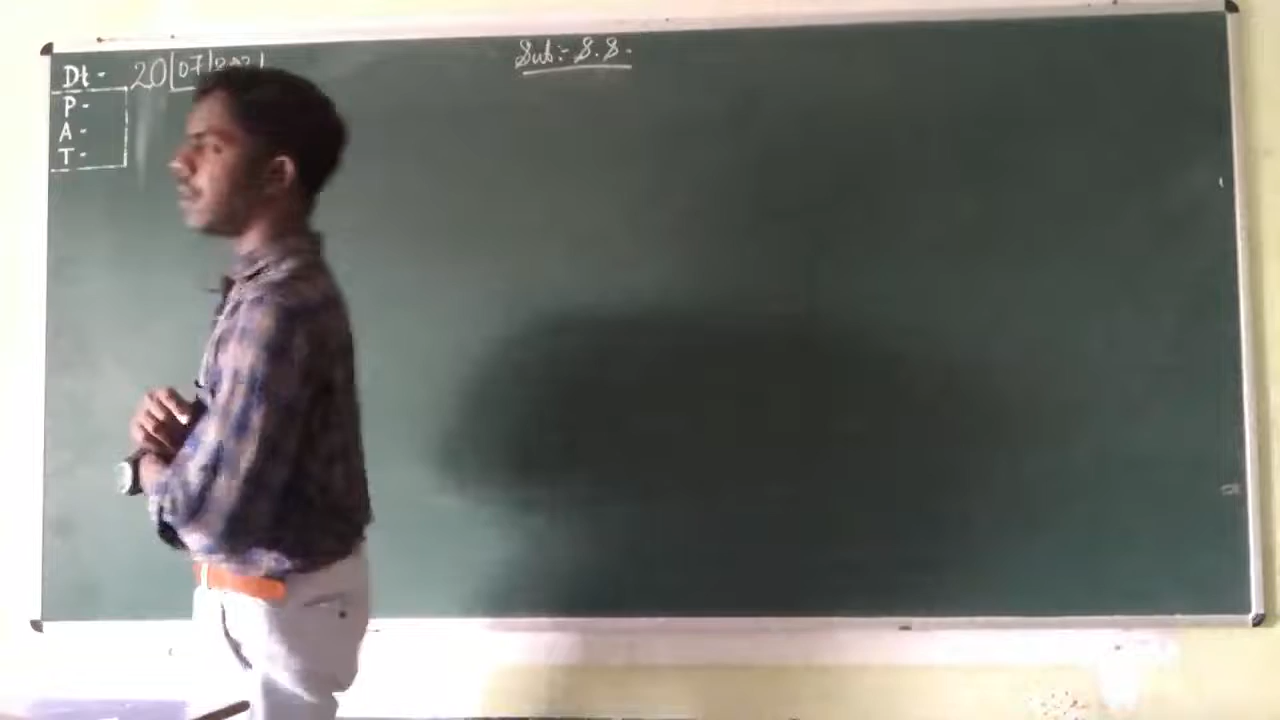 Dt - 20/07/
Sub:- S.S.
P -
A -
T -